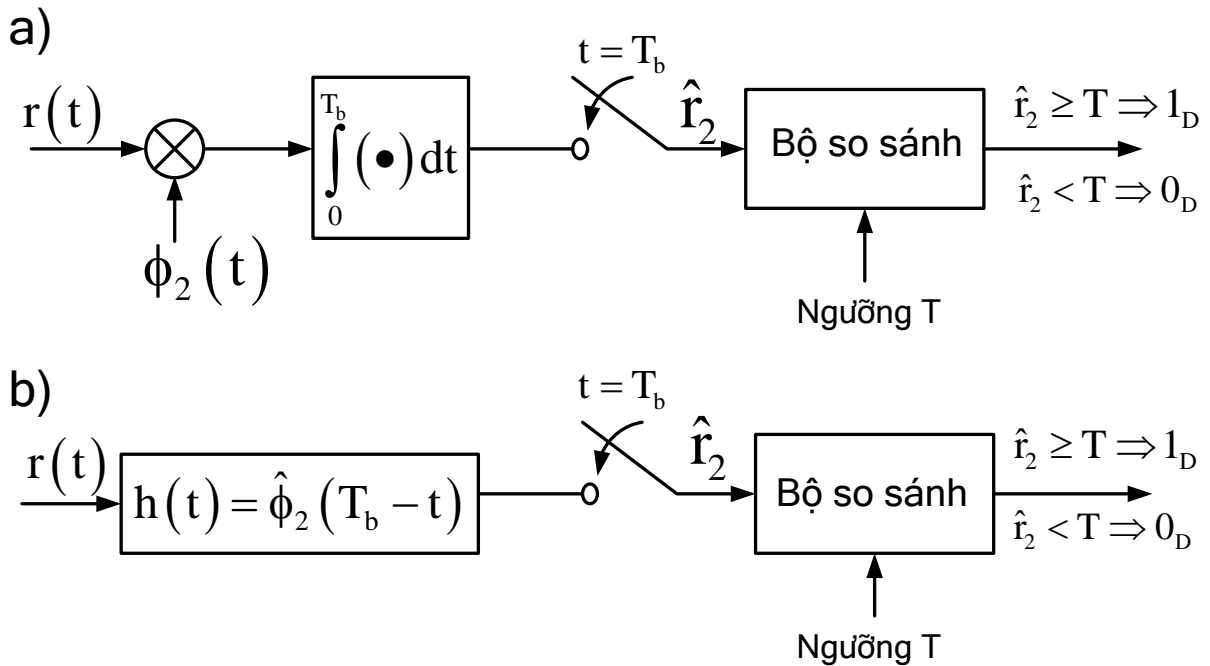 a)
t = T_b
r(t)
∫_0^{T_b} (•) dt
r̂_2
Bộ so sánh
r̂_2 ≥ T ⇒ 1_D
r̂_2 < T ⇒ 0_D
ϕ_2(t)
Ngưỡng T
b)
t = T_b
r(t)
h(t) = ϕ̂_2(T_b − t)
r̂_2
Bộ so sánh
r̂_2 ≥ T ⇒ 1_D
r̂_2 < T ⇒ 0_D
Ngưỡng T